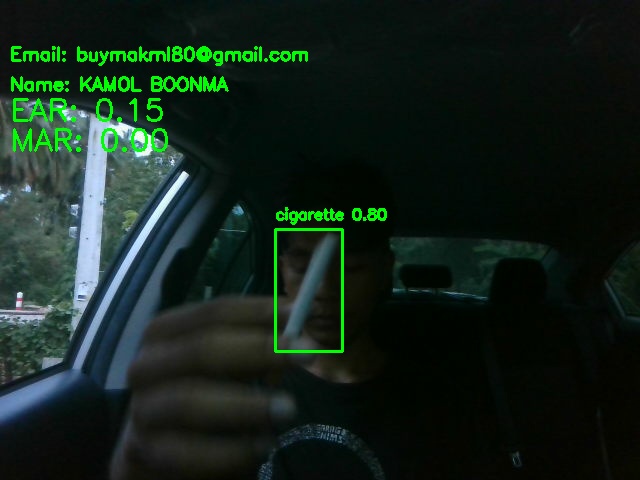 Email: buymakml80@gmail.com
Name: KAMOL BOONMA
EAR: 0.15
MAR: 0.00
cigarette 0.80